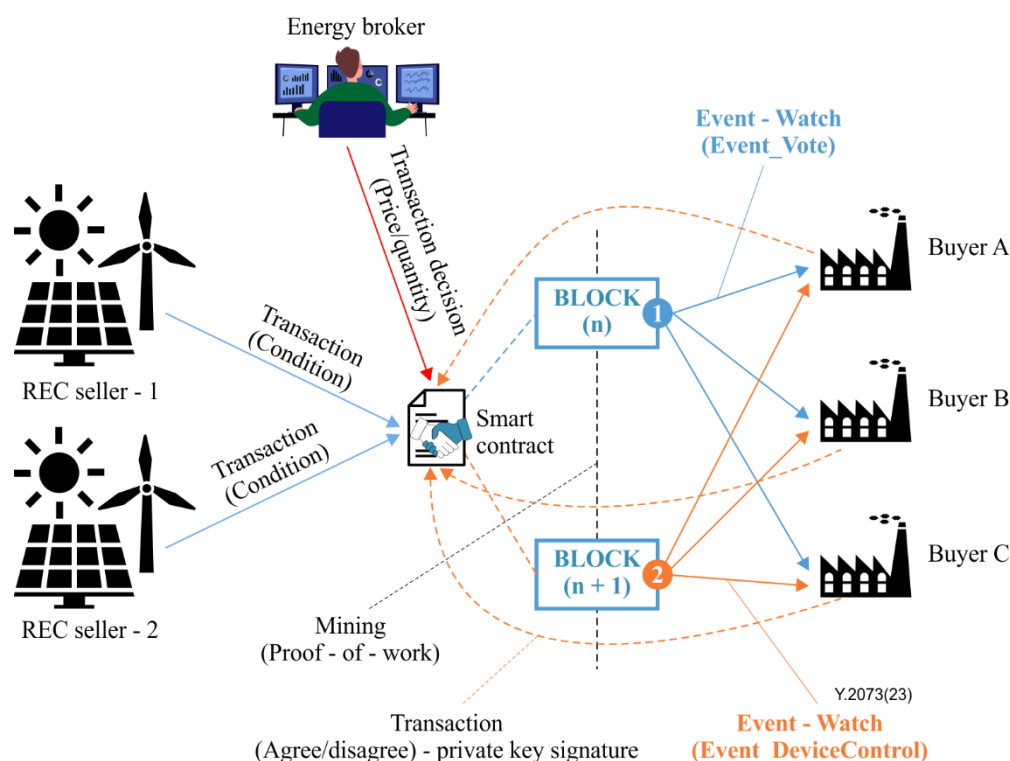 Energy broker
Event - Watch
(Event_Vote)
Transaction decision
(Price/quantity)
Buyer A
BLOCK
(n)
1
Transaction
(Condition)
REC seller - 1
Smart
contract
Buyer B
Transaction
(Condition)
BLOCK
(n + 1)
2
Buyer C
REC seller - 2
Mining
(Proof - of - work)
Y.2073(23)
Transaction
(Agree/disagree) - private key signature
Event - Watch
(Event_DeviceControl)